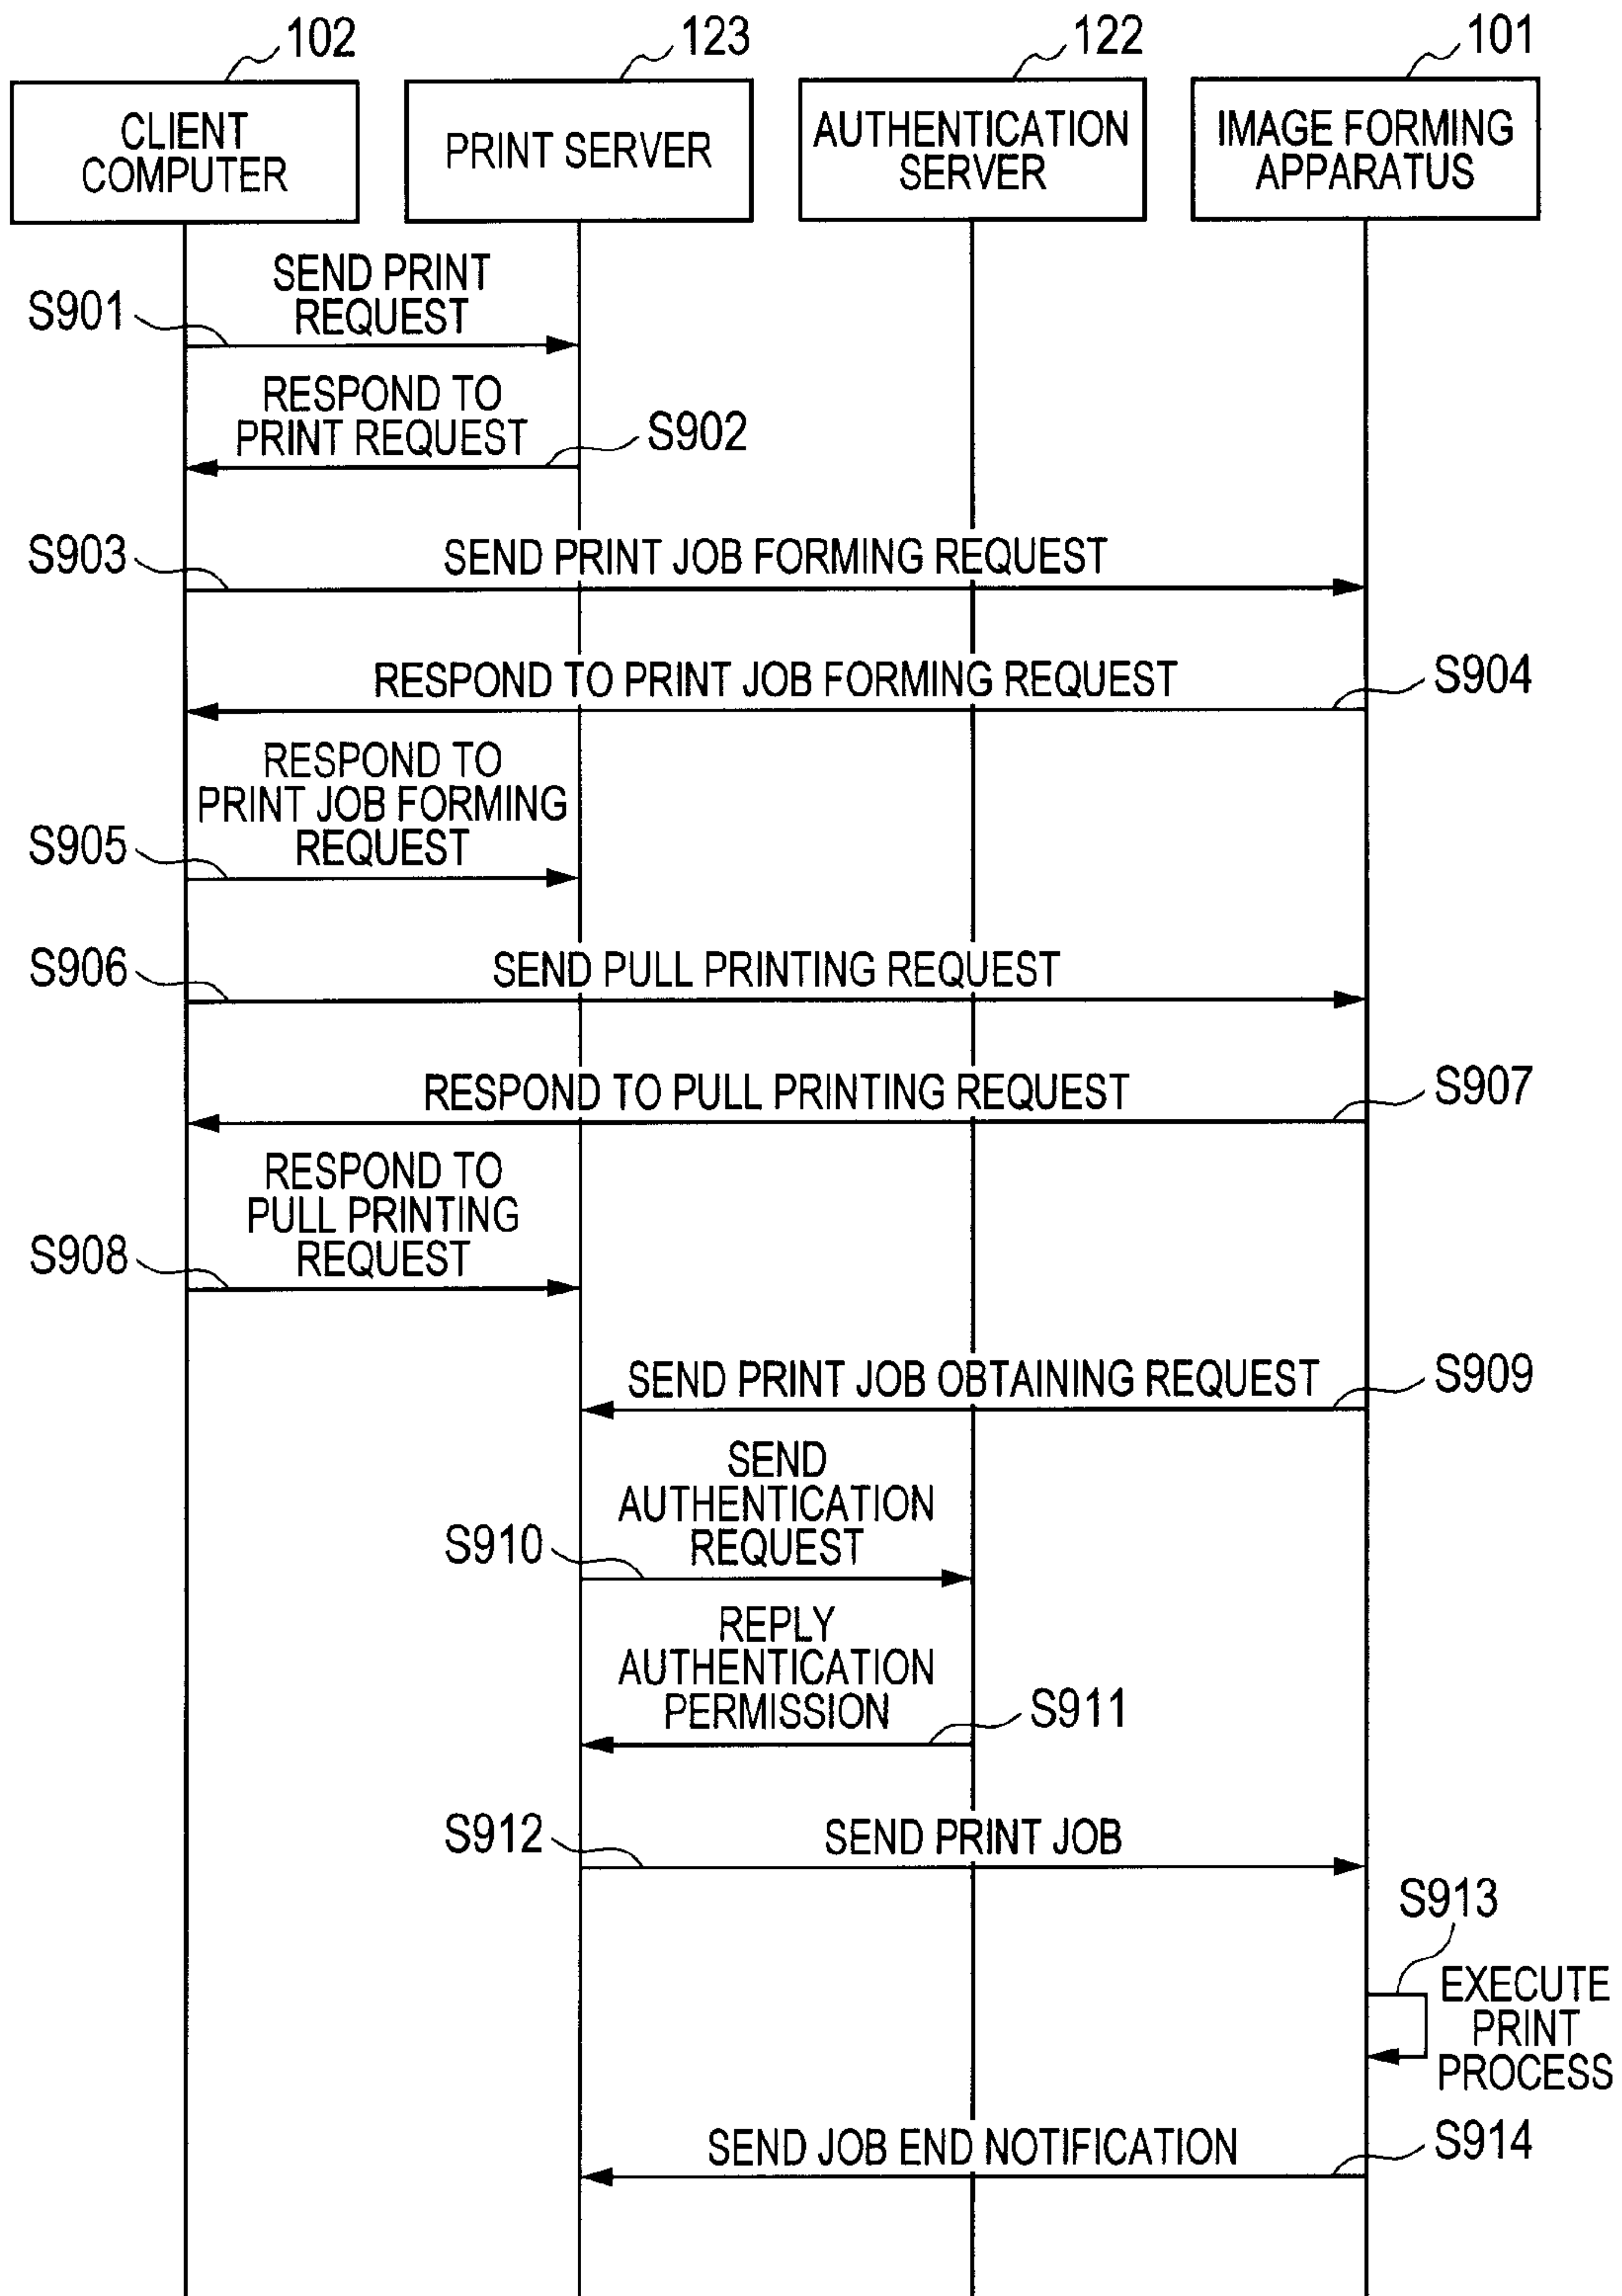 102
123
122
101
CLIENT
COMPUTER
PRINT SERVER
AUTHENTICATION
SERVER
IMAGE FORMING
APPARATUS
SEND PRINT
REQUEST
S901
RESPOND TO
PRINT REQUEST
S902
S903
SEND PRINT JOB FORMING REQUEST
RESPOND TO PRINT JOB FORMING REQUEST
S904
RESPOND TO
PRINT JOB FORMING
REQUEST
S905
S906
SEND PULL PRINTING REQUEST
RESPOND TO PULL PRINTING REQUEST
S907
RESPOND TO
PULL PRINTING
REQUEST
S908
SEND PRINT JOB OBTAINING REQUEST
S909
SEND
AUTHENTICATION
REQUEST
S910
REPLY
AUTHENTICATION
PERMISSION
S911
S912
SEND PRINT JOB
S913
EXECUTE
PRINT
PROCESS
SEND JOB END NOTIFICATION
S914